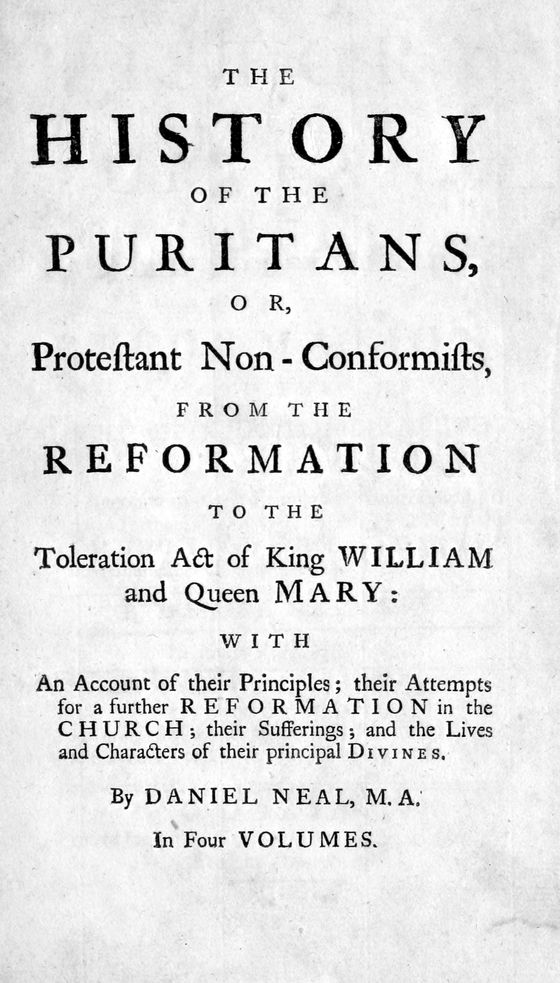 THE
HISTORY
OF THE
PURITANS,
OR,
Proteſtant Non-Conformiſts,
FROM THE
REFORMATION
TO THE
Toleration Act of King WILLIAM
and Queen MARY:
WITH
An Account of their Principles; their Attempts
for a further REFORMATION in the
CHURCH; their Sufferings; and the Lives
and Characters of their principal DIVINES.
By DANIEL NEAL, M. A.
In Four VOLUMES.